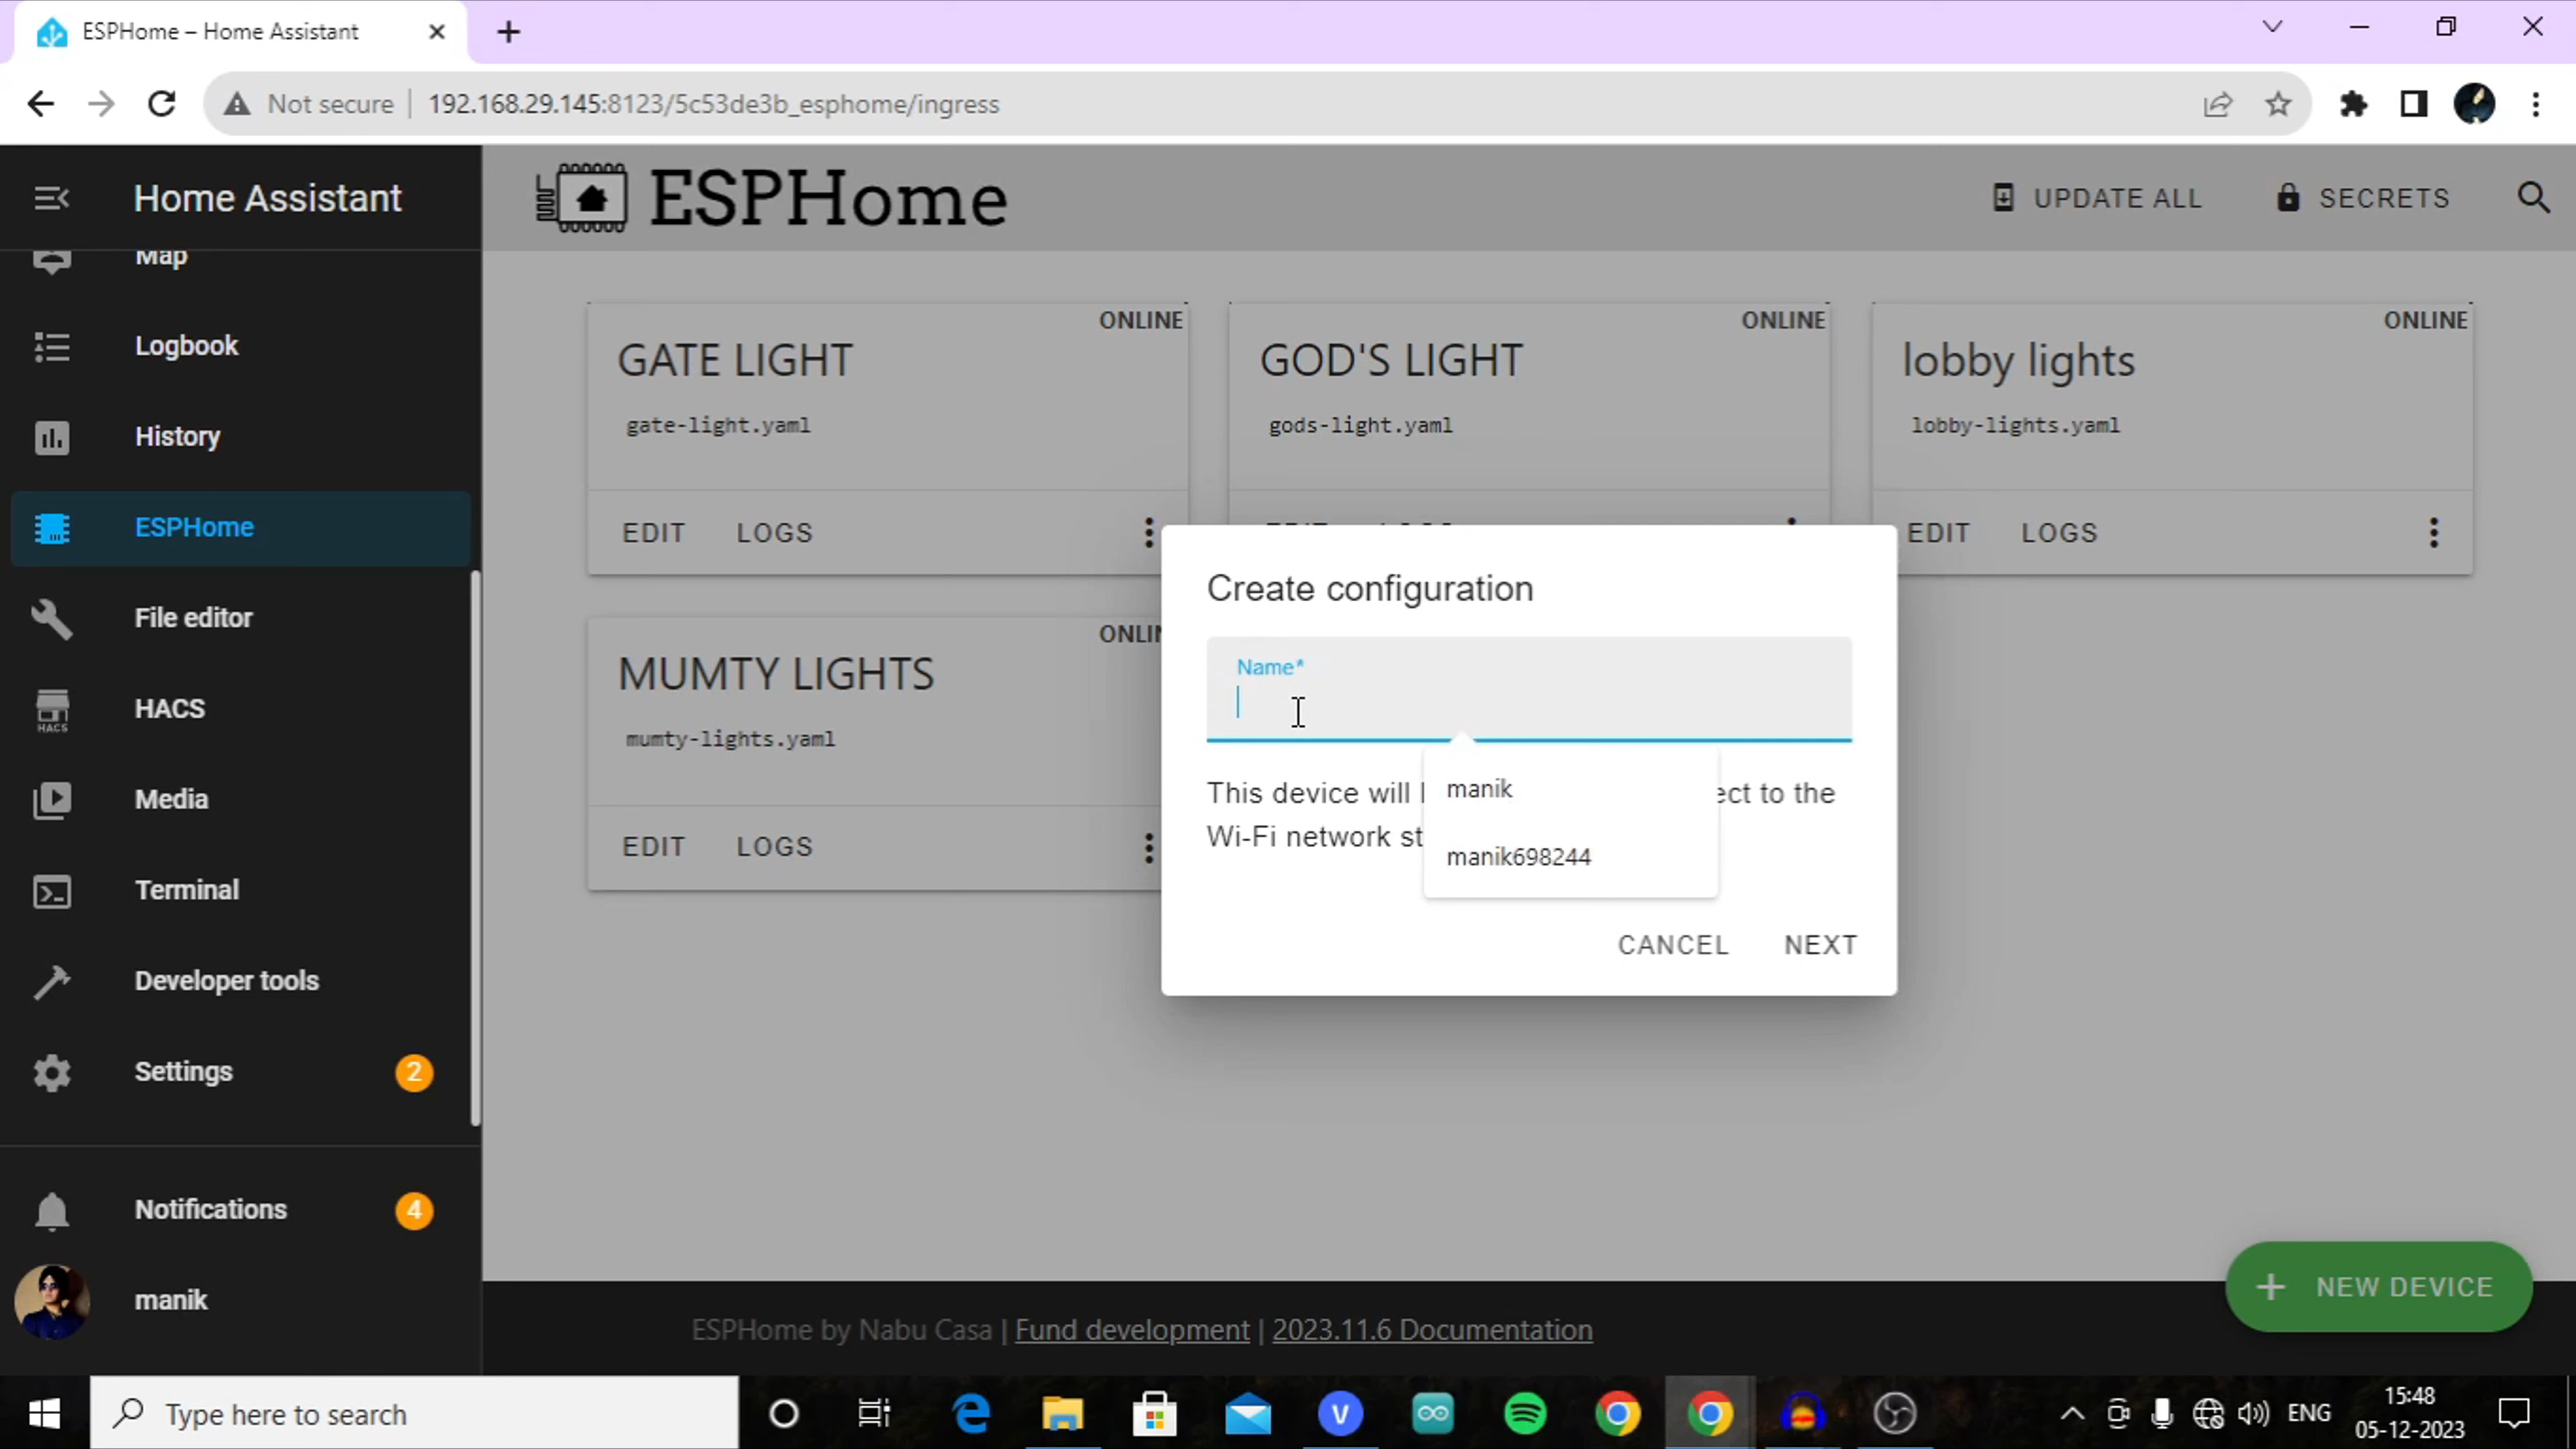 ESPHome – Home Assistant
Not secure | 192.168.29.145:8123/5c53de3b_esphome/ingress
Home Assistant
Map
Logbook
History
ESPHome
File editor
HACS
HACS
Media
Terminal
Developer tools
Settings 2
Notifications 4
manik
ESPHome
UPDATE ALL
SECRETS
ONLINE
GATE LIGHT
gate-light.yaml
EDIT LOGS
ONLINE
GOD'S LIGHT
gods-light.yaml
ONLINE
lobby lights
lobby-lights.yaml
EDIT LOGS
MUMTY LIGHTS
mumty-lights.yaml
EDIT LOGS
Create configuration
Name*
This device will
to the
Wi-Fi network
manik
manik698244
CANCEL NEXT
+ NEW DEVICE
ESPHome by Nabu Casa | Fund development | 2023.11.6 Documentation
Type here to search
V
ENG
15:48
05-12-2023